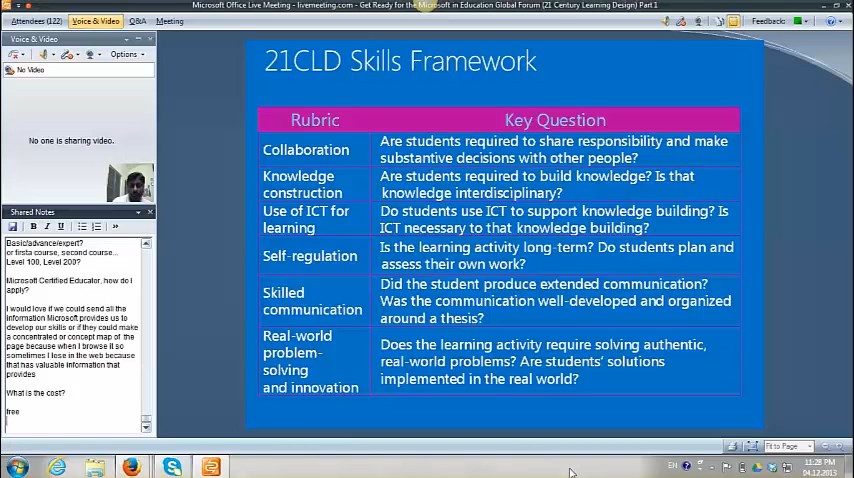 Microsoft Office Live Meeting - livemeeting.com - Get Ready for the Microsoft in Education Global Forum (21 Century Learning Design) Part 1
Attendees (122)
Voice & Video
Q&A
Meeting
Feedback:
Voice & Video
Options
No Video
No one is sharing video.
Shared Notes
B I U
Basic/advance/expert?
or firsta course, second course...
Level 100, Level 200?
Microsoft Certified Educator, how do I
apply?
I would love if we could send all the
information Microsoft provides us to
develop our skills or if they could make
a concentrated or concept map of the
page because when I browse it so
sometimes I lose in the web because
that has valuable information that
provides
What is the cost?
free
21CLD Skills Framework
Rubric
Key Question
Collaboration
Are students required to share responsibility and make
substantive decisions with other people?
Knowledge
construction
Are students required to build knowledge? Is that
knowledge interdisciplinary?
Use of ICT for
learning
Do students use ICT to support knowledge building? Is
ICT necessary to that knowledge building?
Self-regulation
Is the learning activity long-term? Do students plan and
assess their own work?
Skilled
communication
Did the student produce extended communication?
Was the communication well-developed and organized
around a thesis?
Real-world
problem-
solving
and innovation
Does the learning activity require solving authentic,
real-world problems? Are students' solutions
implemented in the real world?
Fit to Page
EN
11:28 PM
04.12.2013